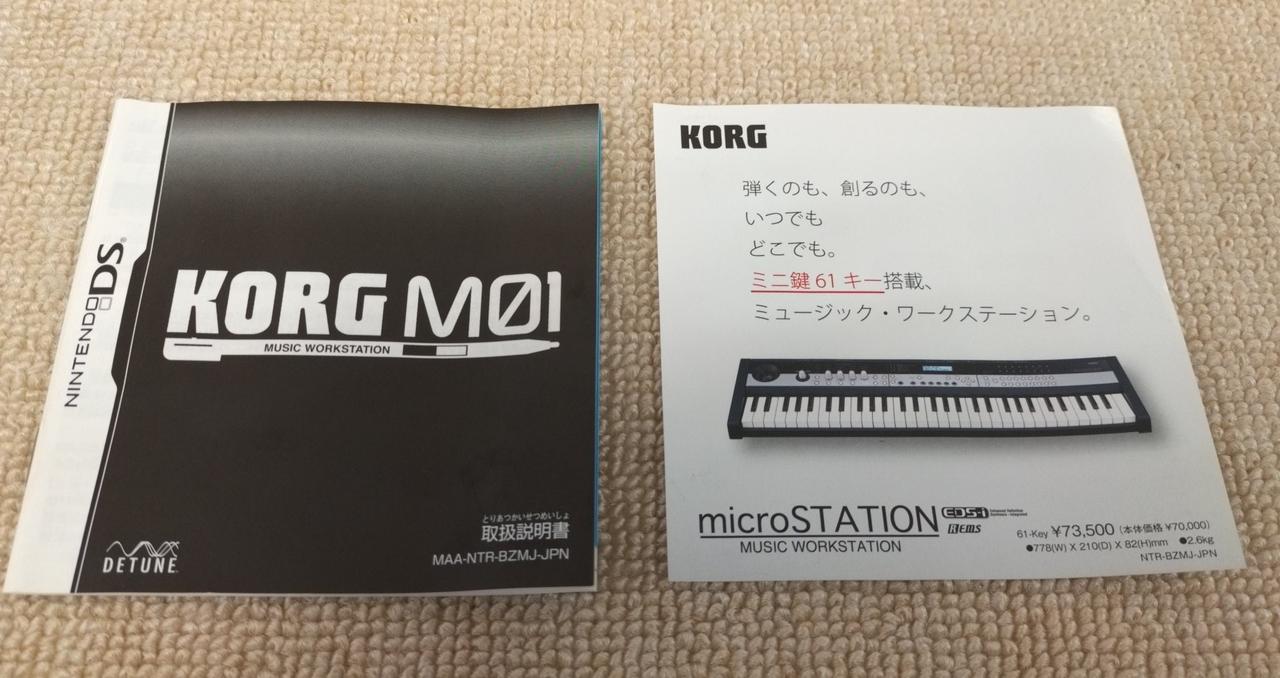 NINTENDO DS
KORG M01
MUSIC WORKSTATION
とりあつかいせつめいしょ
取扱説明書
MAA-NTR-BZMJ-JPN
DETUNE
KORG
弾くのも、創るのも、
いつでも
どこでも。
ミニ鍵 61 キー搭載、
ミュージック・ワークステーション。
microSTATION EDS-i
REMS
MUSIC WORKSTATION
61-Key ¥73,500 (本体価格 ¥70,000)
●778(W) X 210(D) X 82(H)mm ●2.6kg
NTR-BZMJ-JPN